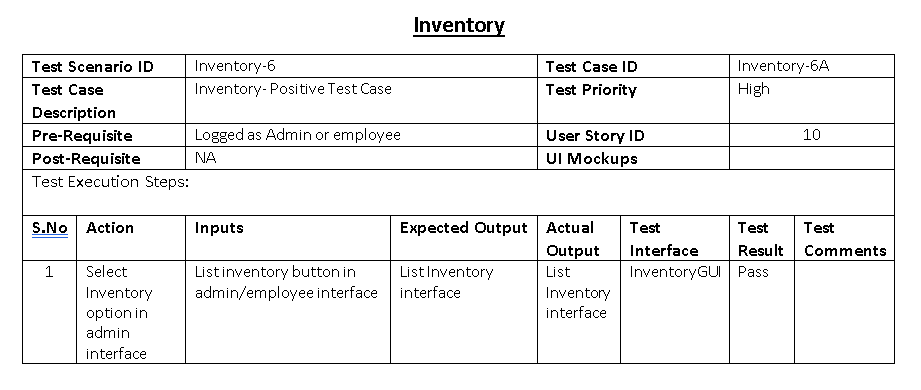 Inventory
Test Scenario ID Inventory-6 Test Case ID Inventory-6A
Test Case Description Inventory- Positive Test Case Test Priority High
Pre-Requisite Logged as Admin or employee User Story ID 10
Post-Requisite NA UI Mockups
Test Execution Steps:
S.No Action Inputs Expected Output Actual Output Test Interface Test Result Test Comments
1 Select Inventory option in admin interface List inventory button in admin/employee interface List Inventory interface List Inventory interface InventoryGUI Pass